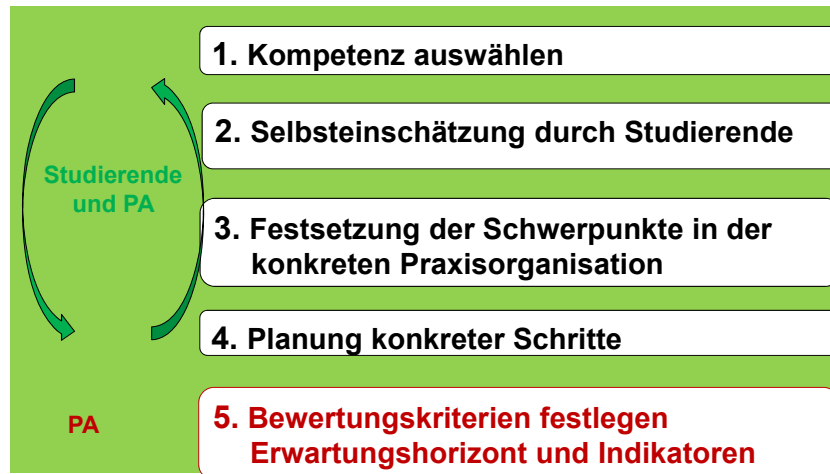 1. Kompetenz auswählen
2. Selbsteinschätzung durch Studierende
Studierende
und PA
3. Festsetzung der Schwerpunkte in der
konkreten Praxisorganisation
4. Planung konkreter Schritte
PA
5. Bewertungskriterien festlegen
Erwartungshorizont und Indikatoren